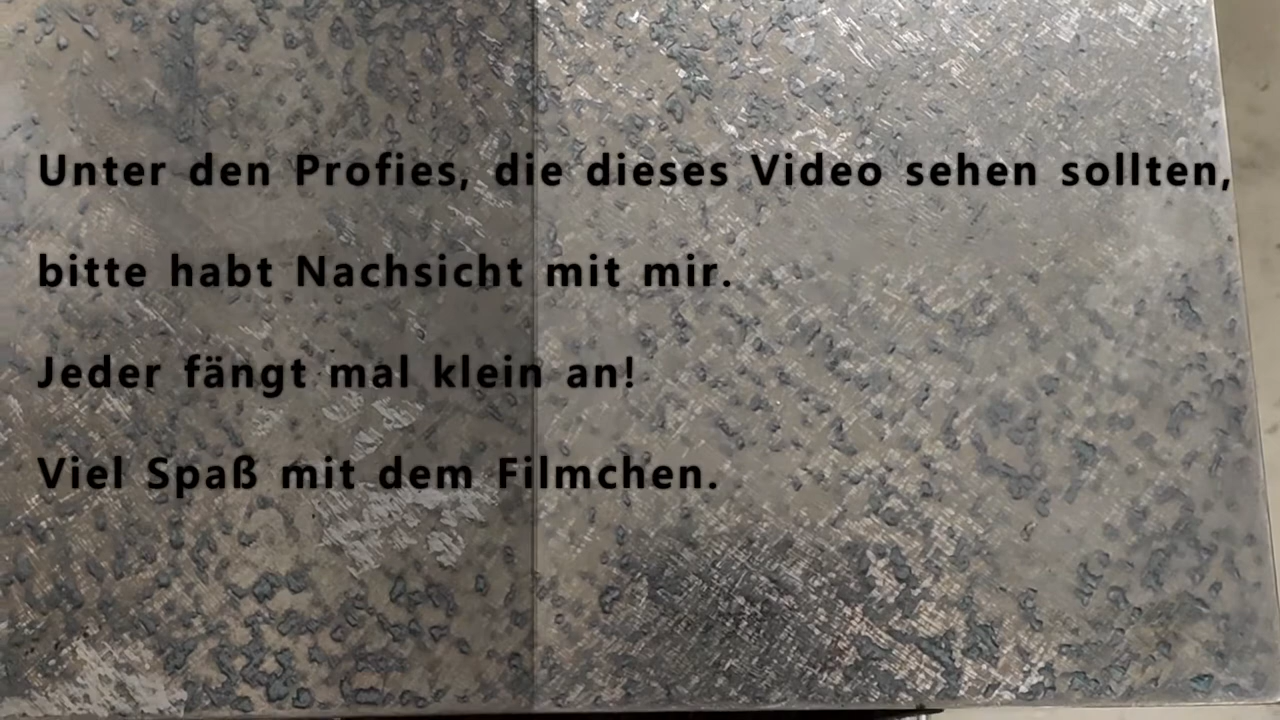 Unter den Profies, die dieses Video sehen sollten,
bitte habt Nachsicht mit mir.
Jeder fängt mal klein an!
Viel Spaß mit dem Filmchen.